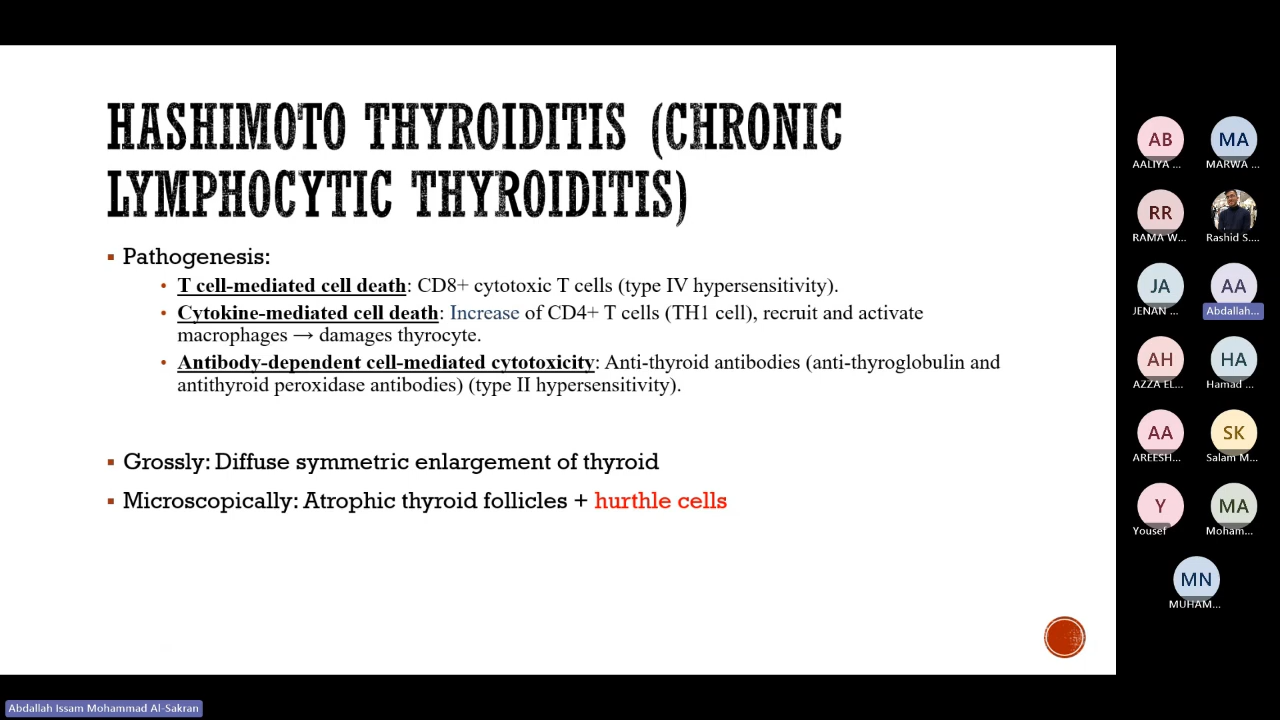 HASHIMOTO THYROIDITIS (CHRONIC
LYMPHOCYTIC THYROIDITIS)
▪ Pathogenesis:
• T cell-mediated cell death: CD8+ cytotoxic T cells (type IV hypersensitivity).
• Cytokine-mediated cell death: Increase of CD4+ T cells (TH1 cell), recruit and activate
macrophages → damages thyrocyte.
• Antibody-dependent cell-mediated cytotoxicity: Anti-thyroid antibodies (anti-thyroglobulin and
antithyroid peroxidase antibodies) (type II hypersensitivity).
▪ Grossly: Diffuse symmetric enlargement of thyroid
▪ Microscopically: Atrophic thyroid follicles + hurthle cells
AB MA
AALIYA ... MARWA ...
RR
RAMA W... Rashid S....
JA AA
JENAN ... Abdallah...
AH HA
AZZA EL... Hamad ...
AA SK
AREESH... Salam M...
Y MA
Yousef Moham...
MN
MUHAM...
Abdallah Issam Mohammad Al-Sakran